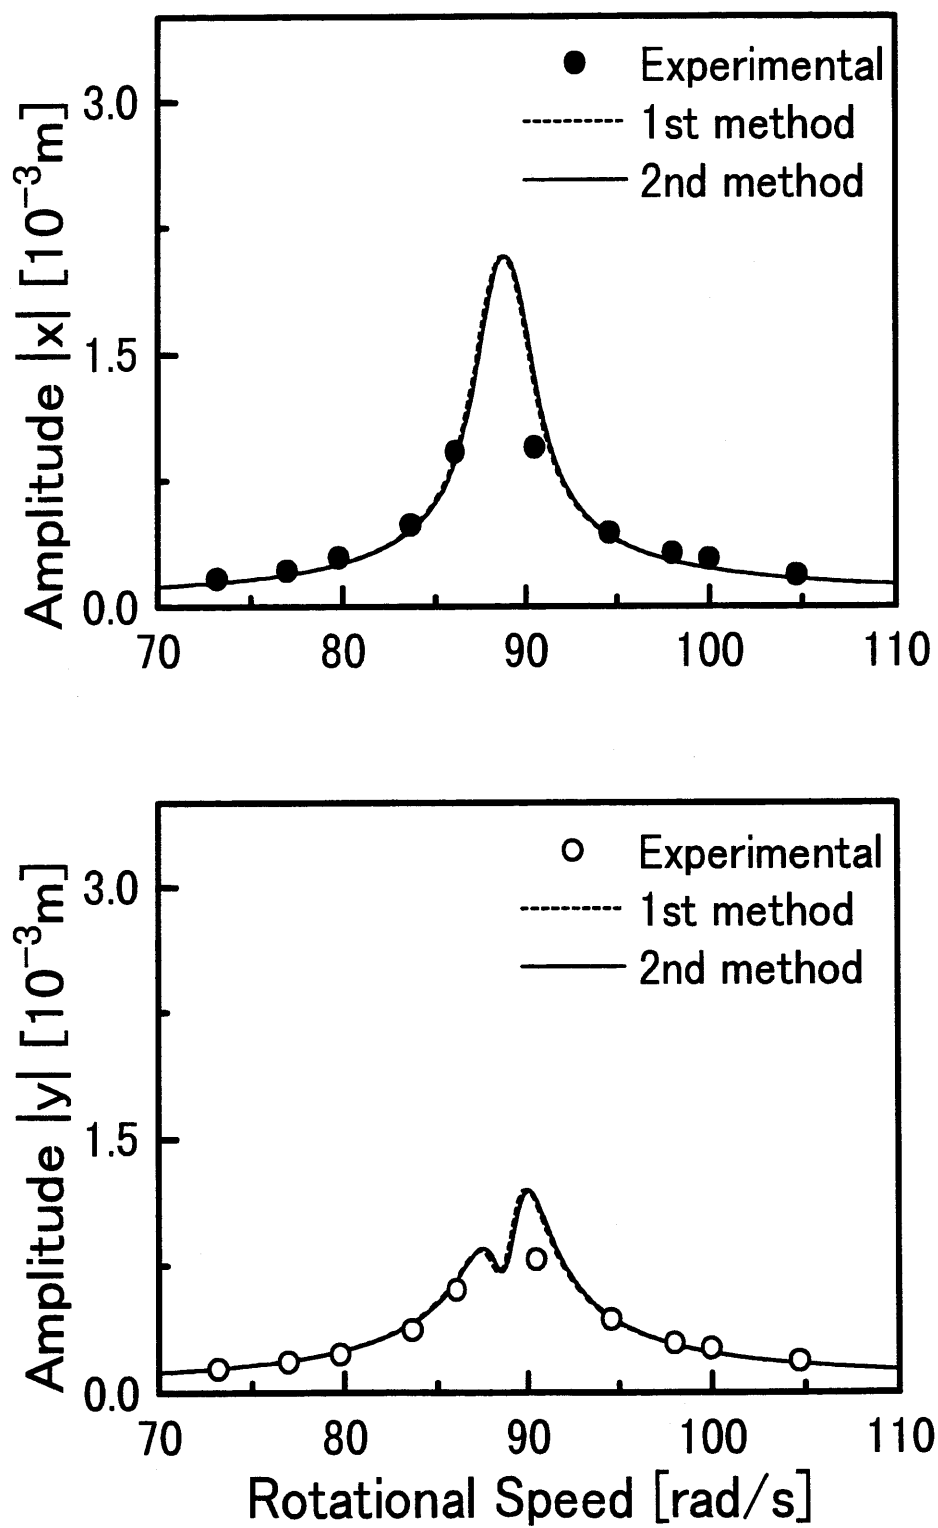 Experimental
1st method
2nd method
3.0
1.5
0.0
Amplitude |x| [10⁻³m]
70 80 90 100 110
Experimental
1st method
2nd method
3.0
1.5
0.0
Amplitude |y| [10⁻³m]
70 80 90 100 110
Rotational Speed [rad/s]